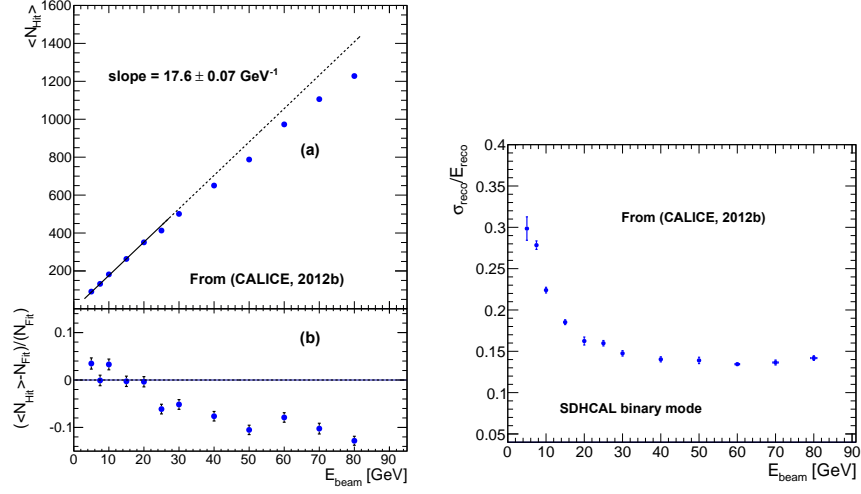 <N_Hit>
1600
1400
1200
1000
800
600
400
200
slope = 17.6 ± 0.07 GeV⁻¹
(a)
From (CALICE, 2012b)
(<N_Hit>-N_Fit)/(N_Fit)
0.1
0
-0.1
(b)
0 10 20 30 40 50 60 70 80 90
E_beam [GeV]
σ_reco/E_reco
0.4
0.35
0.3
0.25
0.2
0.15
0.1
0.05
From (CALICE, 2012b)
SDHCAL binary mode
0 10 20 30 40 50 60 70 80 90
E_beam [GeV]